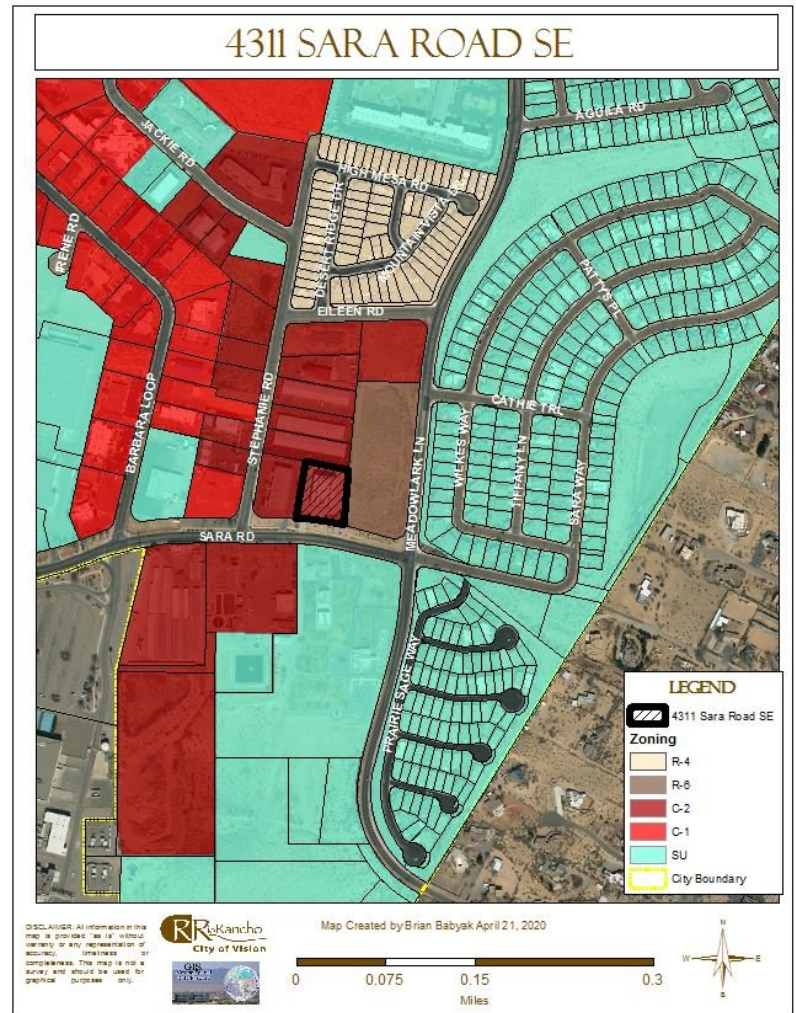 4311 SARA ROAD SE
AGUILA RD
JACKIE RD
HIGH MESA RD
DESERT RIDGE DR
MOUNTAIN VISTA
IRENE RD
PATTYS PL
EILEEN RD
CATHIE TRL
BARBARA LOOP
STEPHANIE RD
MEADOWLARK LN
WILKES WAY
TIFFANY LN
SARA WAY
SARA RD
PRAIRIE SAGE WAY
LEGEND
4311 Sara Road SE
Zoning
R-4
R-6
C-2
C-1
SU
City Boundary
DISCLAIMER: All information in this
map is provided "as is" without
warranty or any representation of
accuracy, timeliness or
completeness. This map is not a
survey and should be used for
graphical purposes only.
Rio Rancho
City of Vision
GIS
Map Created by Brian Babyak April 21, 2020
0 0.075 0.15 0.3
Miles
N
W E
S